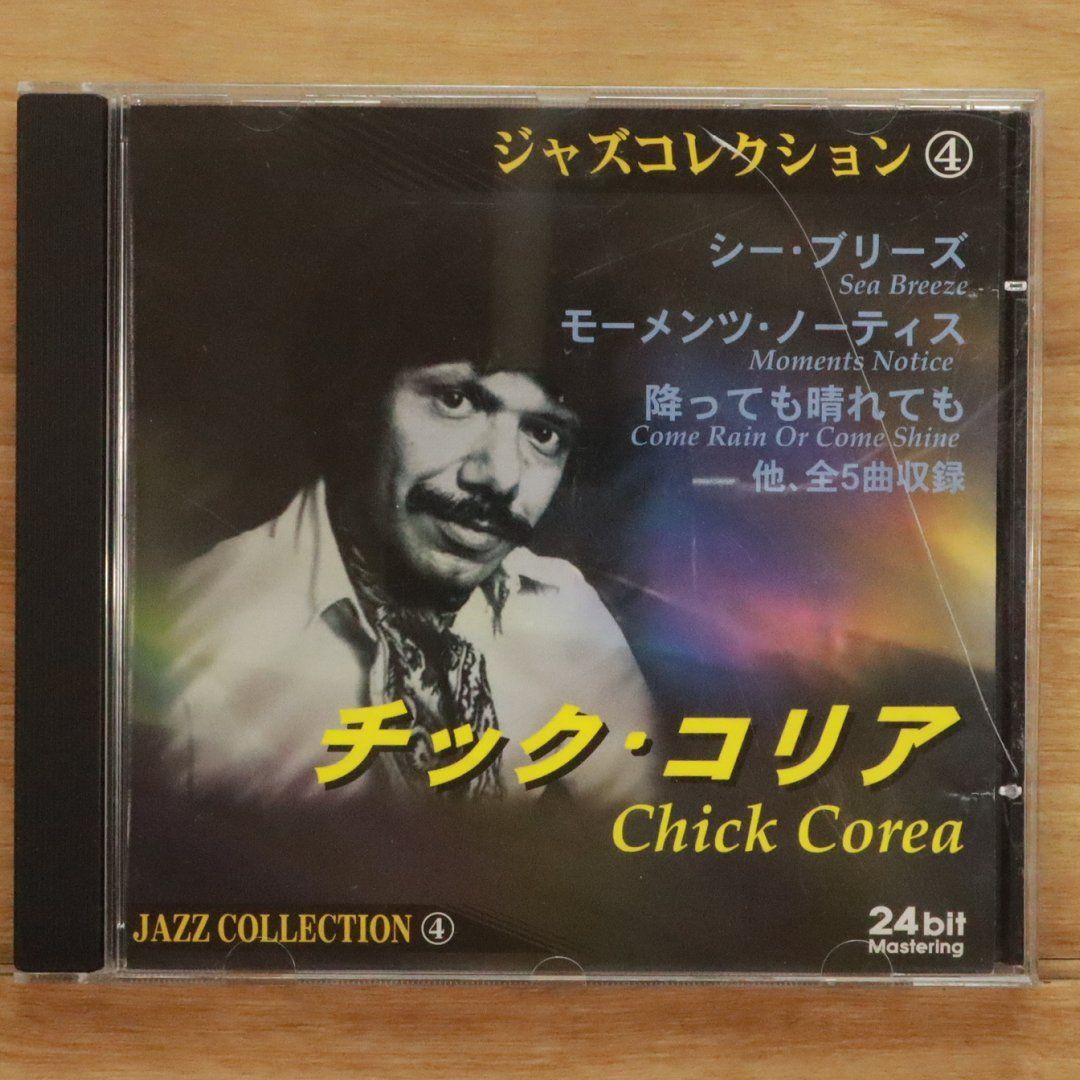 ジャズコレクション④
シー・ブリーズ
Sea Breeze
モーメンツ・ノーティス
Moments Notice
降っても晴れても
Come Rain Or Come Shine
— 他、全5曲収録
チック・コリア
Chick Corea
JAZZ COLLECTION ④
24bit
Mastering